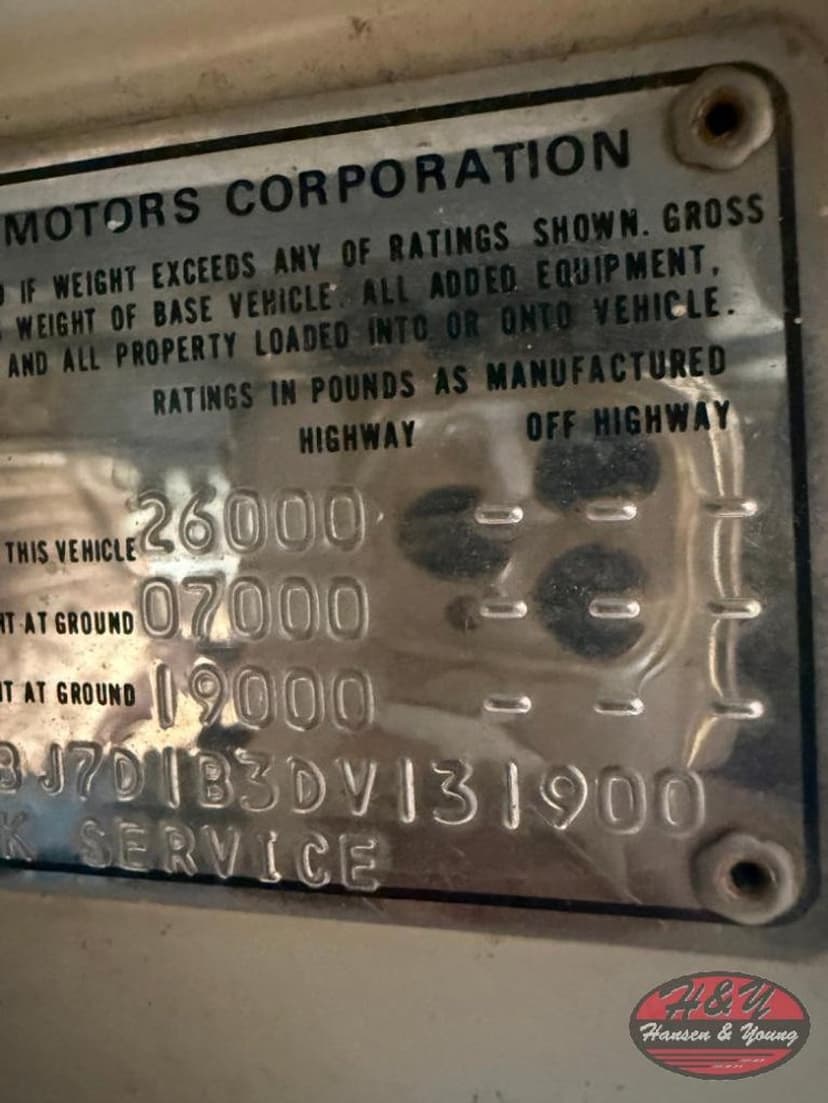 MOTORS CORPORATION
IF WEIGHT EXCEEDS ANY OF RATINGS SHOWN. GROSS
WEIGHT OF BASE VEHICLE. ALL ADDED EQUIPMENT,
AND ALL PROPERTY LOADED INTO OR ONTO VEHICLE.
RATINGS IN POUNDS AS MANUFACTURED
HIGHWAY OFF HIGHWAY
THIS VEHICLE 26000 - - -
AT GROUND 07000 - - -
AT GROUND 19000 - - -
BJ7D1B3DV131900
K SERVICE
H&Y
Hansen & Young